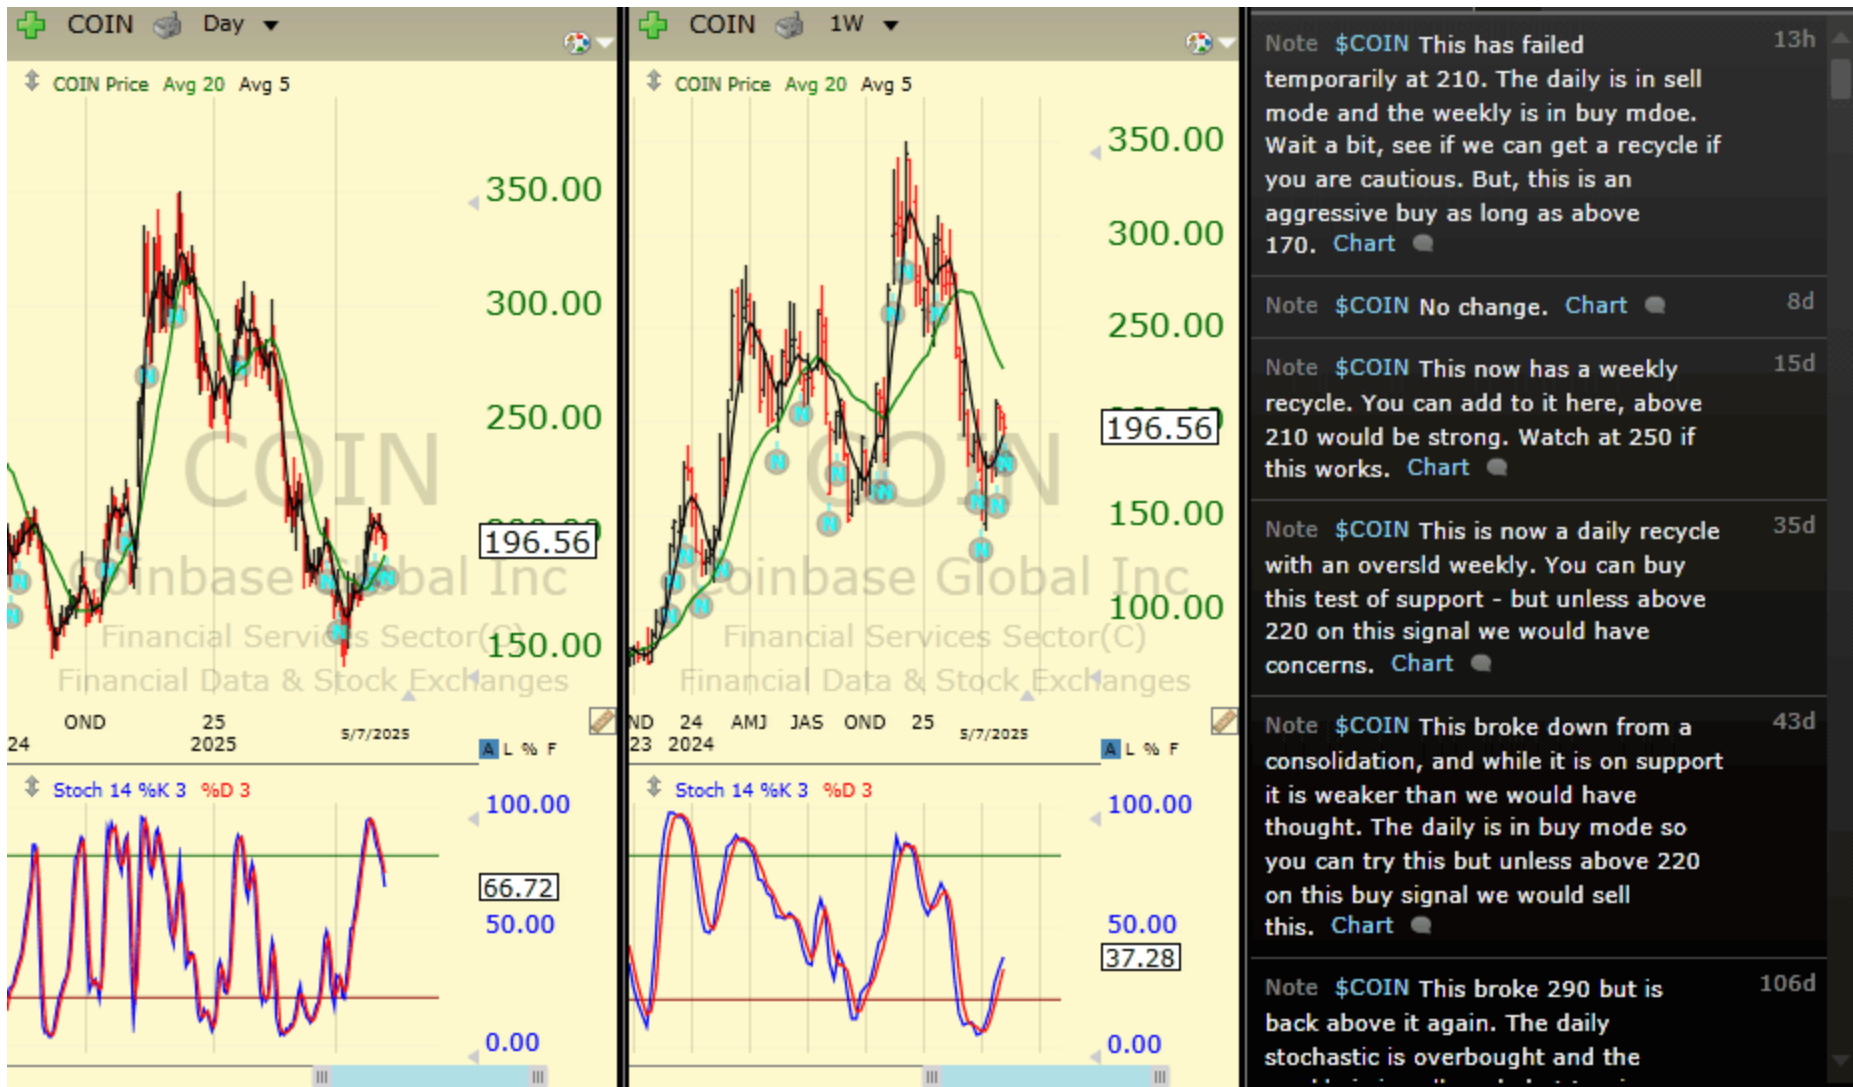 COIN Day
COIN Price Avg 20 Avg 5
350.00
300.00
250.00
196.56
150.00
COIN
Coinbase Global Inc
Financial Services Sector(C)
Financial Data & Stock Exchanges
OND 25 5/7/2025
24 2025
A L % F
Stoch 14 %K 3 %D 3
100.00
66.72
50.00
0.00
COIN 1W
COIN Price Avg 20 Avg 5
350.00
300.00
250.00
196.56
150.00
100.00
COIN
Coinbase Global Inc
Financial Services Sector(C)
Financial Data & Stock Exchanges
ND 24 AMJ JAS OND 25 5/7/2025
23 2024
A L % F
Stoch 14 %K 3 %D 3
100.00
50.00
37.28
0.00
Note $COIN This has failed 13h
temporarily at 210. The daily is in sell
mode and the weekly is in buy mdoe.
Wait a bit, see if we can get a recycle if
you are cautious. But, this is an
aggressive buy as long as above
170. Chart
Note $COIN No change. Chart 8d
Note $COIN This now has a weekly 15d
recycle. You can add to it here, above
210 would be strong. Watch at 250 if
this works. Chart
Note $COIN This is now a daily recycle 35d
with an oversld weekly. You can buy
this test of support - but unless above
220 on this signal we would have
concerns. Chart
Note $COIN This broke down from a 43d
consolidation, and while it is on support
it is weaker than we would have
thought. The daily is in buy mode so
you can try this but unless above 220
on this buy signal we would sell
this. Chart
Note $COIN This broke 290 but is 106d
back above it again. The daily
stochastic is overbought and the